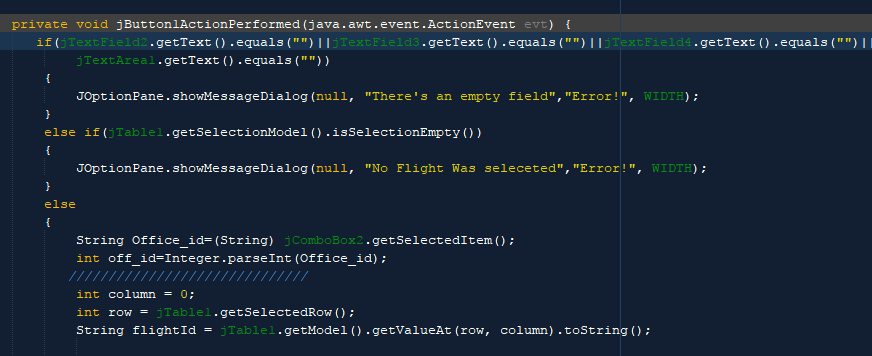 private void jButton1ActionPerformed(java.awt.event.ActionEvent evt) {
if(jTextField2.getText().equals("")||jTextField3.getText().equals("")||jTextField4.getText().equals("")||
jTextArea1.getText().equals(""))
{
JOptionPane.showMessageDialog(null, "There's an empty field","Error!", WIDTH);
}
else if(jTable1.getSelectionModel().isSelectionEmpty())
{
JOptionPane.showMessageDialog(null, "No Flight Was seleceted","Error!", WIDTH);
}
else
{
String Office_id=(String) jComboBox2.getSelectedItem();
int off_id=Integer.parseInt(Office_id);
//////////////////////////////
int column = 0;
int row = jTable1.getSelectedRow();
String flightId = jTable1.getModel().getValueAt(row, column).toString();